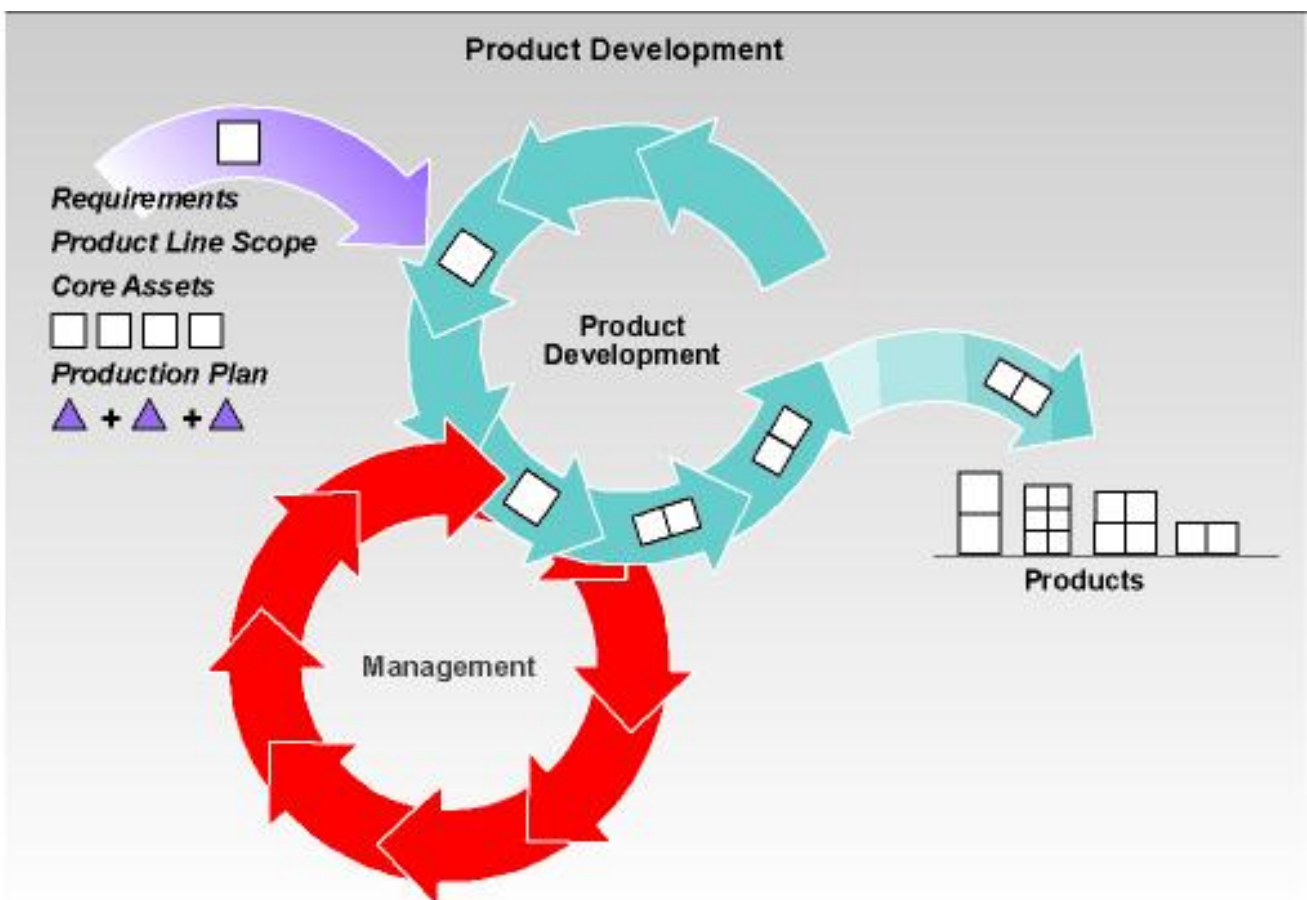 Product Development
Requirements
Product Line Scope
Core Assets
Production Plan
+ +
Product
Development
Management
Products